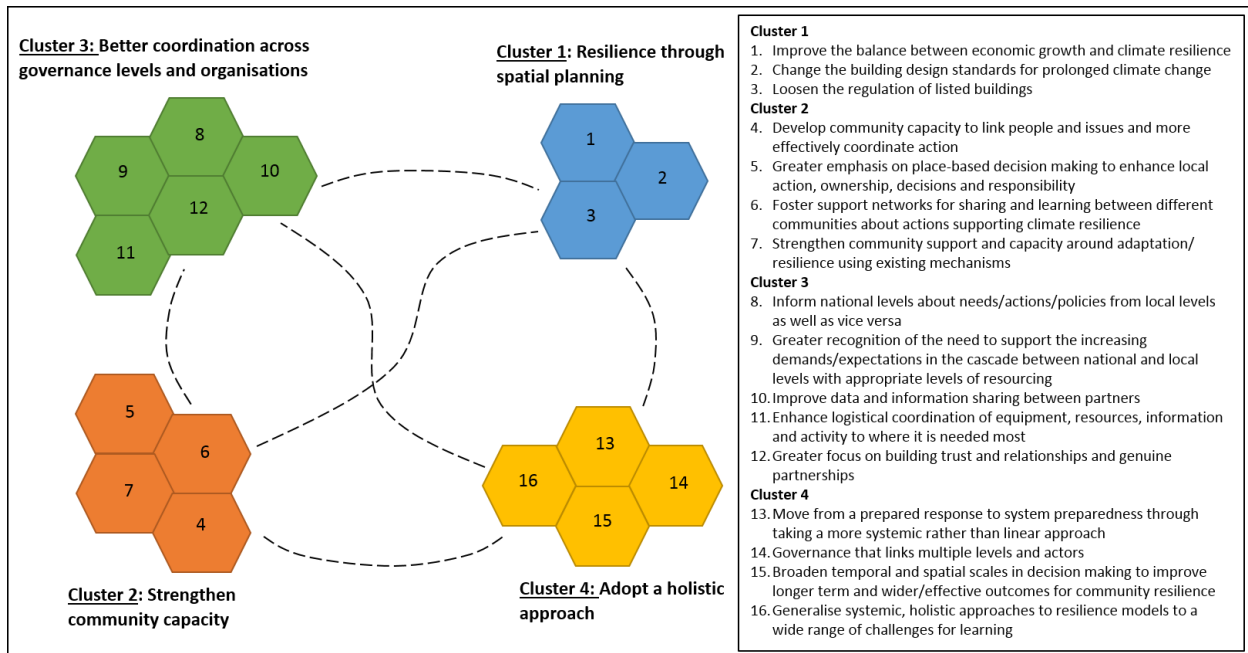 Cluster 3: Better coordination across
governance levels and organisations
8
9
10
12
11
Cluster 1: Resilience through
spatial planning
1
2
3
5
6
7
4
Cluster 2: Strengthen
community capacity
13
16
14
15
Cluster 4: Adopt a holistic
approach
Cluster 1
1. Improve the balance between economic growth and climate resilience
2. Change the building design standards for prolonged climate change
3. Loosen the regulation of listed buildings
Cluster 2
4. Develop community capacity to link people and issues and more
effectively coordinate action
5. Greater emphasis on place-based decision making to enhance local
action, ownership, decisions and responsibility
6. Foster support networks for sharing and learning between different
communities about actions supporting climate resilience
7. Strengthen community support and capacity around adaptation/
resilience using existing mechanisms
Cluster 3
8. Inform national levels about needs/actions/policies from local levels
as well as vice versa
9. Greater recognition of the need to support the increasing
demands/expectations in the cascade between national and local
levels with appropriate levels of resourcing
10. Improve data and information sharing between partners
11. Enhance logistical coordination of equipment, resources, information
and activity to where it is needed most
12. Greater focus on building trust and relationships and genuine
partnerships
Cluster 4
13. Move from a prepared response to system preparedness through
taking a more systemic rather than linear approach
14. Governance that links multiple levels and actors
15. Broaden temporal and spatial scales in decision making to improve
longer term and wider/effective outcomes for community resilience
16. Generalise systemic, holistic approaches to resilience models to a
wide range of challenges for learning